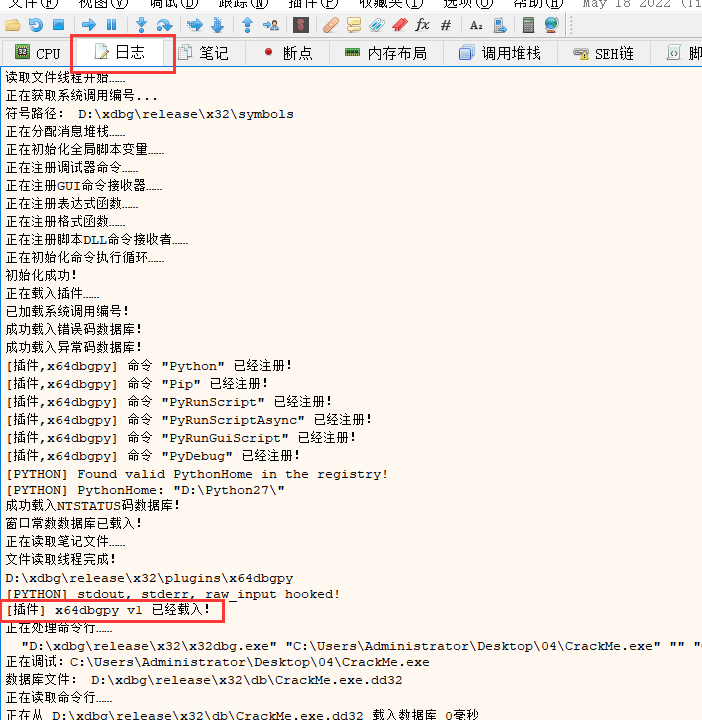 文件(F) 视图(V) 调试(D) 跟踪(N) 插件(P) 收藏夹(I) 选项(O) 帮助(H) May 18 2022
CPU 日志 笔记 断点 内存布局 调用堆栈 SEH链 脚
读取文件线程开始……
正在获取系统调用编号...
符号路径: D:\xdbg\release\x32\symbols
正在分配消息堆栈……
正在初始化全局脚本变量……
正在注册调试器命令……
正在注册GUI命令接收器……
正在注册表达式函数……
正在注册格式函数……
正在注册脚本DLL命令接收者……
正在初始化命令执行循环……
初始化成功!
正在载入插件……
已加载系统调用编号!
成功载入错误码数据库!
成功载入异常码数据库!
[插件,x64dbgpy] 命令 "Python" 已经注册!
[插件,x64dbgpy] 命令 "Pip" 已经注册!
[插件,x64dbgpy] 命令 "PyRunScript" 已经注册!
[插件,x64dbgpy] 命令 "PyRunScriptAsync" 已经注册!
[插件,x64dbgpy] 命令 "PyRunGuiScript" 已经注册!
[插件,x64dbgpy] 命令 "PyDebug" 已经注册!
[PYTHON] Found valid PythonHome in the registry!
[PYTHON] PythonHome: "D:\Python27\"
成功载入NTSTATUS码数据库!
窗口常数数据库已载入!
正在读取笔记文件……
文件读取线程完成!
D:\xdbg\release\x32\plugins\x64dbgpy
[PYTHON] stdout, stderr, raw_input hooked!
[插件] x64dbgpy v1 已经载入!
正在处理命令行……
"D:\xdbg\release\x32\x32dbg.exe" "C:\Users\Administrator\Desktop\04\CrackMe.exe" "" "
正在调试: C:\Users\Administrator\Desktop\04\CrackMe.exe
数据库文件: D:\xdbg\release\x32\db\CrackMe.exe.dd32
正在读取命令行……
正在从 D:\xdbg\release\x32\db\CrackMe.exe.dd32 载入数据库 0毫秒